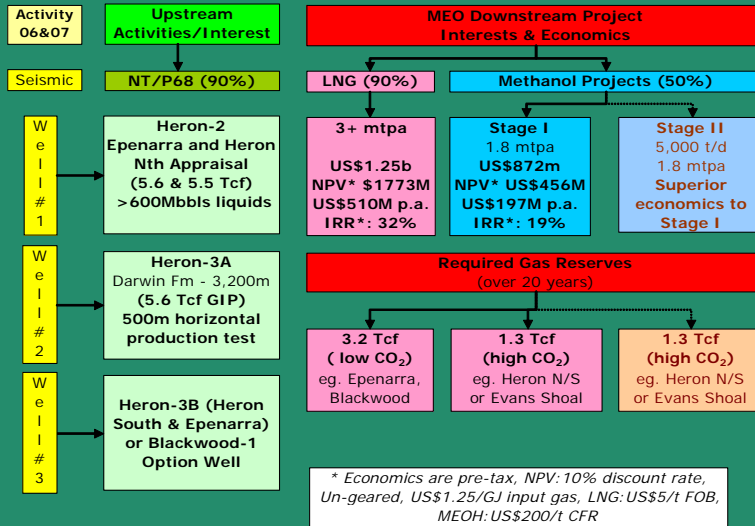 Activity
06&07
Upstream
Activities/Interest
MEO Downstream Project
Interests & Economics
Seismic
NT/P68 (90%)
LNG (90%)
Methanol Projects (50%)
W
e
l
l
#
1
Heron-2
Epenarra and Heron
Nth Appraisal
(5.6 & 5.5 Tcf)
>600Mbbls liquids
3+ mtpa
US$1.25b
NPV* $1773M
US$510M p.a.
IRR*: 32%
Stage I
1.8 mtpa
US$872m
NPV* US$456M
US$197M p.a.
IRR*: 19%
Stage II
5,000 t/d
1.8 mtpa
Superior
economics to
Stage I
W
e
l
l
#
2
Heron-3A
Darwin Fm - 3,200m
(5.6 Tcf GIP)
500m horizontal
production test
Required Gas Reserves
(over 20 years)
3.2 Tcf
( low CO₂)
eg. Epenarra,
Blackwood
1.3 Tcf
(high CO₂)
eg. Heron N/S
or Evans Shoal
1.3 Tcf
(high CO₂)
eg. Heron N/S
or Evans Shoal
W
e
l
l
#
3
Heron-3B (Heron
South & Epenarra)
or Blackwood-1
Option Well
* Economics are pre-tax, NPV:10% discount rate,
Un-geared, US$1.25/GJ input gas, LNG:US$5/t FOB,
MEOH:US$200/t CFR